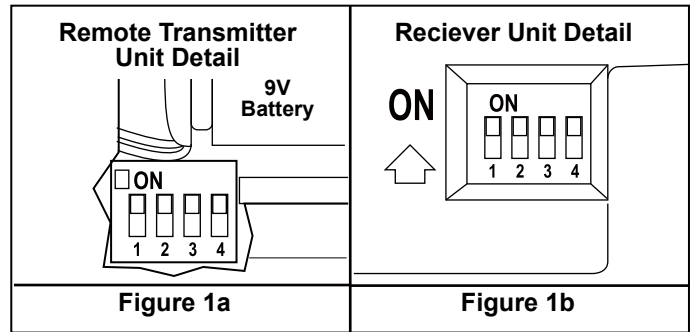 Remote Transmitter
Unit Detail
9V
Battery
ON
1 2 3 4
Figure 1a
Reciever Unit Detail
ON
ON
1 2 3 4
Figure 1b